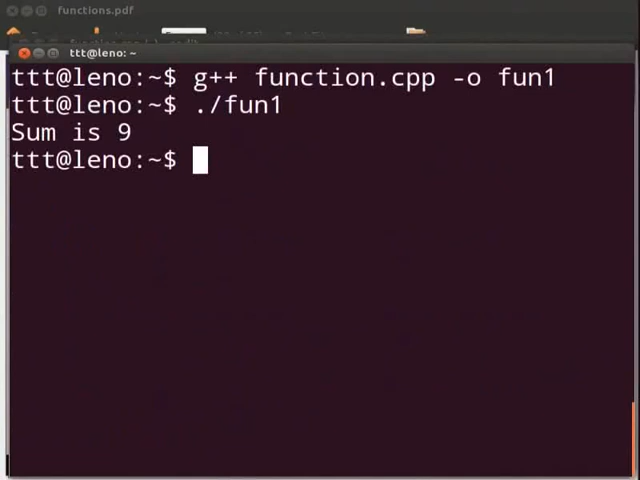 functions.pdf
ttt@leno: ~
ttt@leno:~$ g++ function.cpp -o fun1
ttt@leno:~$ ./fun1
Sum is 9
ttt@leno:~$